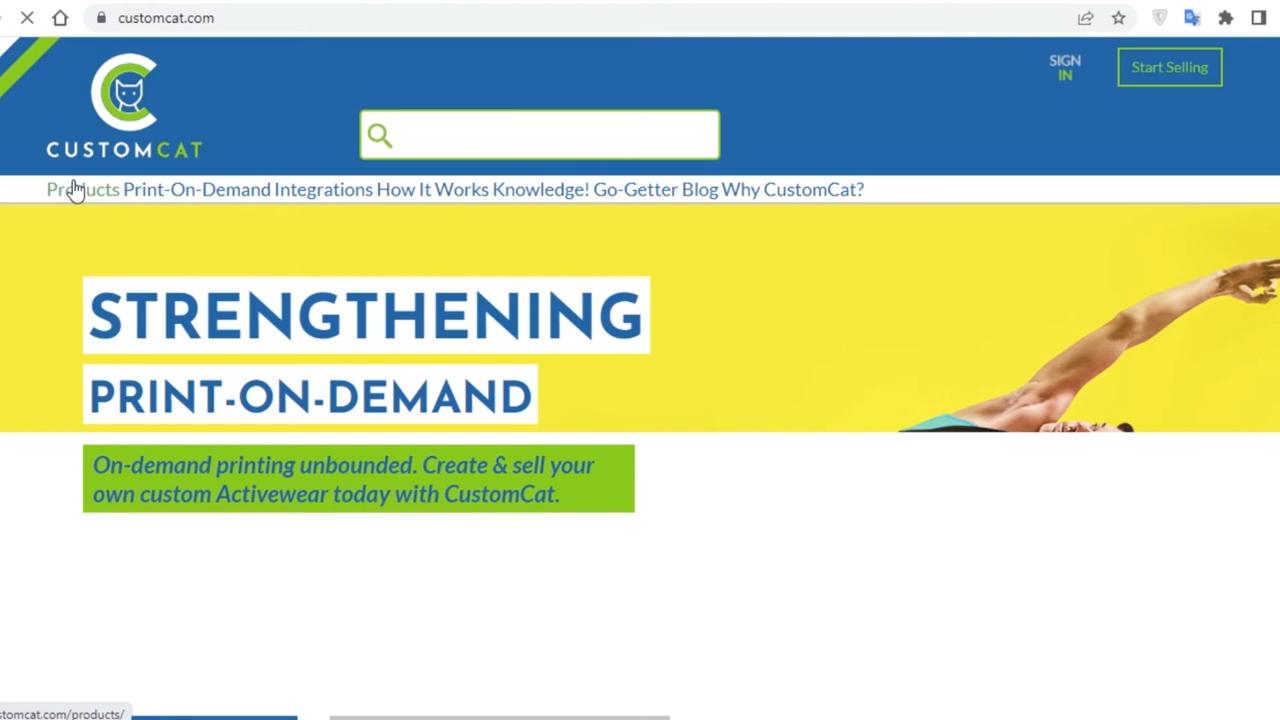 customcat.com
SIGN
IN
Start Selling
CUSTOMCAT
Products Print-On-Demand Integrations How It Works Knowledge! Go-Getter Blog Why CustomCat?
STRENGTHENING
PRINT-ON-DEMAND
On-demand printing unbounded. Create & sell your
own custom Activewear today with CustomCat.
stomcat.com/products/